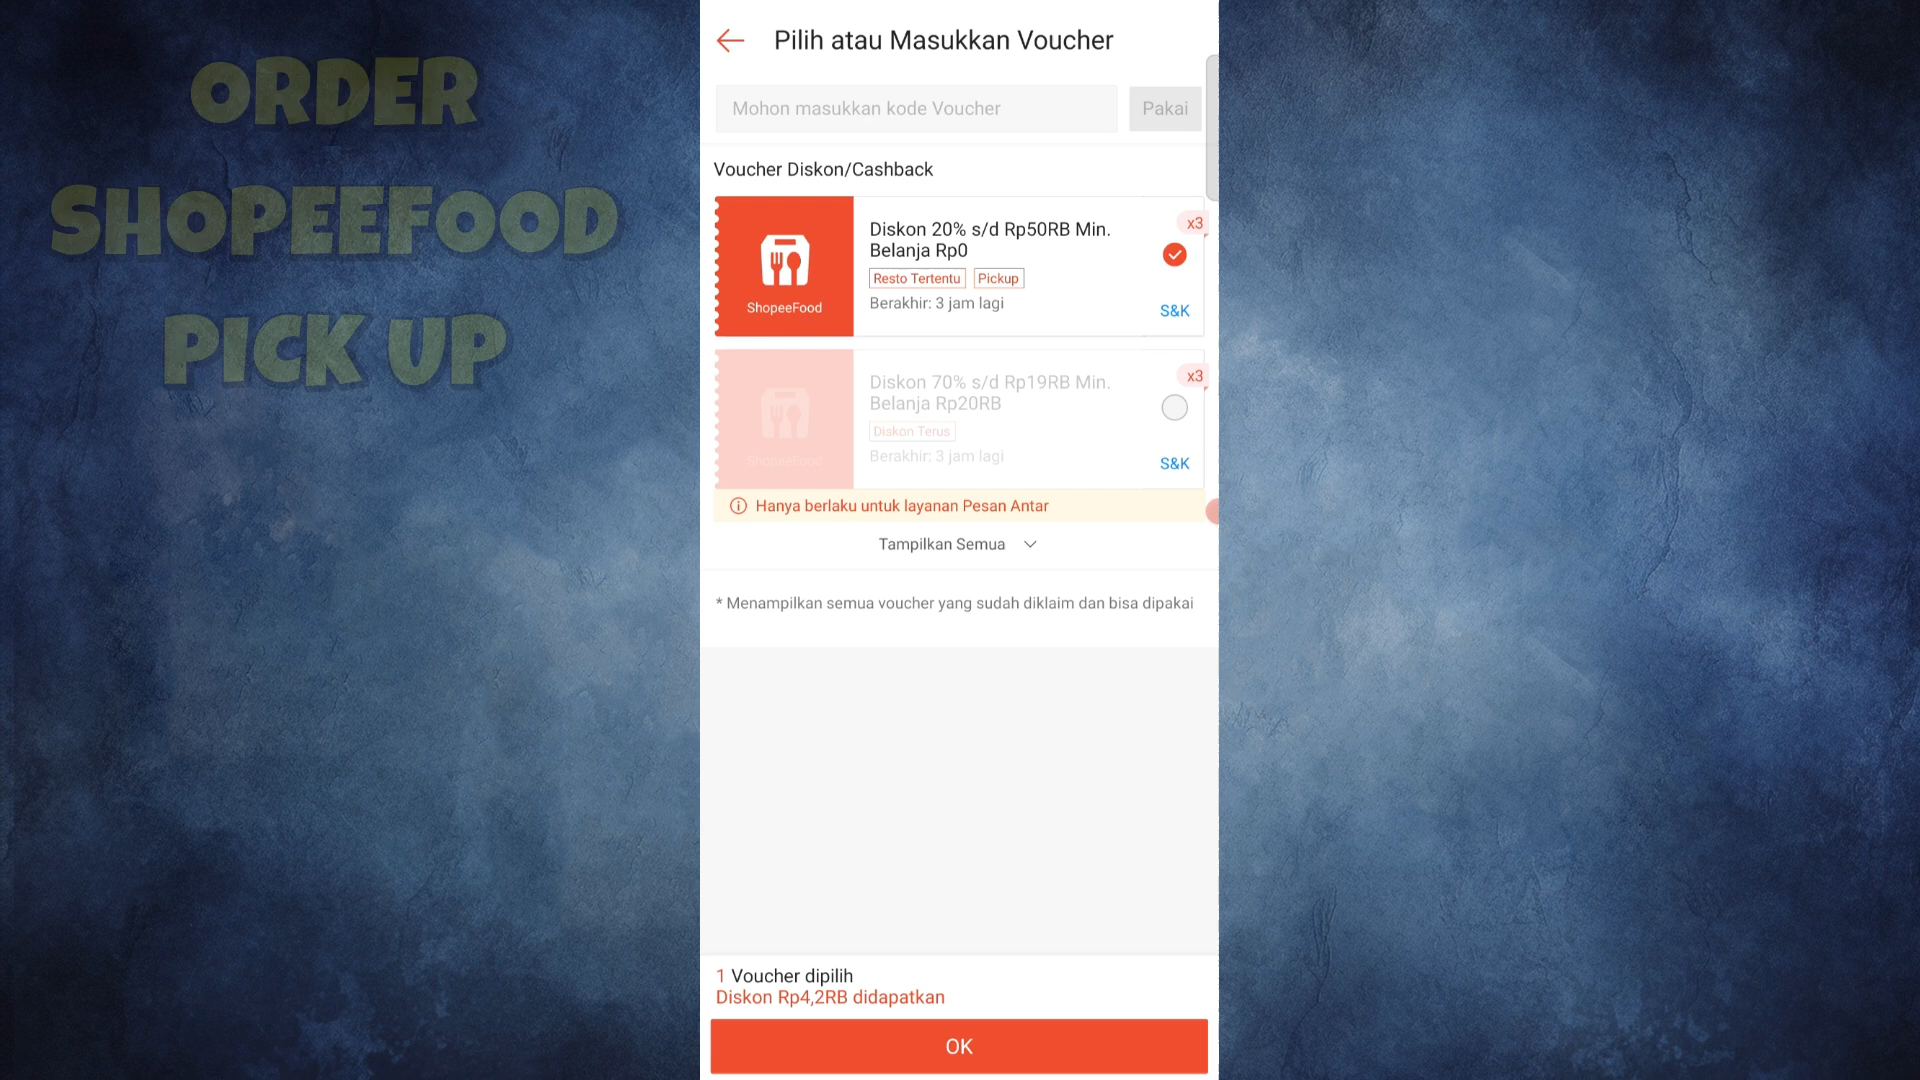 ORDER
SHOPEEFOOD
PICK UP
Pilih atau Masukkan Voucher
Mohon masukkan kode Voucher
Pakai
Voucher Diskon/Cashback
ShopeeFood
Diskon 20% s/d Rp50RB Min.
Belanja Rp0
Resto Tertentu
Pickup
Berakhir: 3 jam lagi
x3
S&K
ShopeeFood
Diskon 70% s/d Rp19RB Min.
Belanja Rp20RB
Diskon Terus
Berakhir: 3 jam lagi
x3
S&K
Hanya berlaku untuk layanan Pesan Antar
Tampilkan Semua
* Menampilkan semua voucher yang sudah diklaim dan bisa dipakai
1 Voucher dipilih
Diskon Rp4,2RB didapatkan
OK